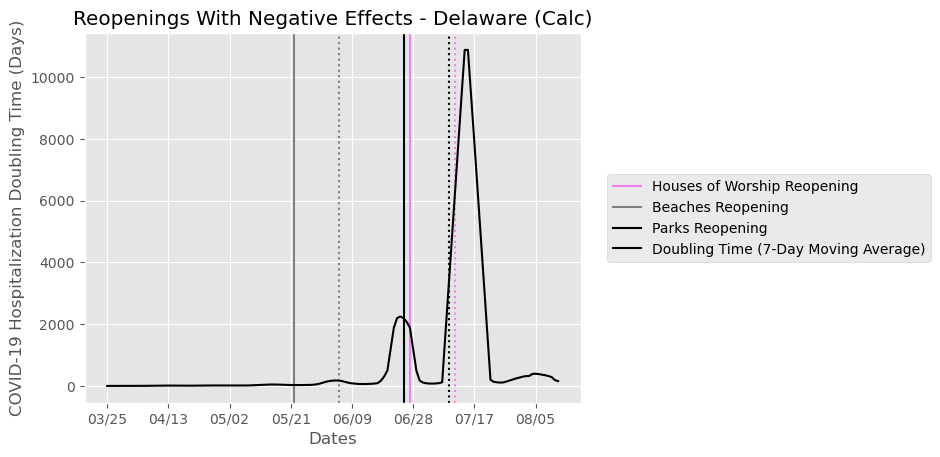 Reopenings With Negative Effects - Delaware (Calc)
COVID-19 Hospitalization Doubling Time (Days)
10000
8000
6000
4000
2000
0
03/25 04/13 05/02 05/21 06/09 06/28 07/17 08/05
Dates
Houses of Worship Reopening
Beaches Reopening
Parks Reopening
Doubling Time (7-Day Moving Average)